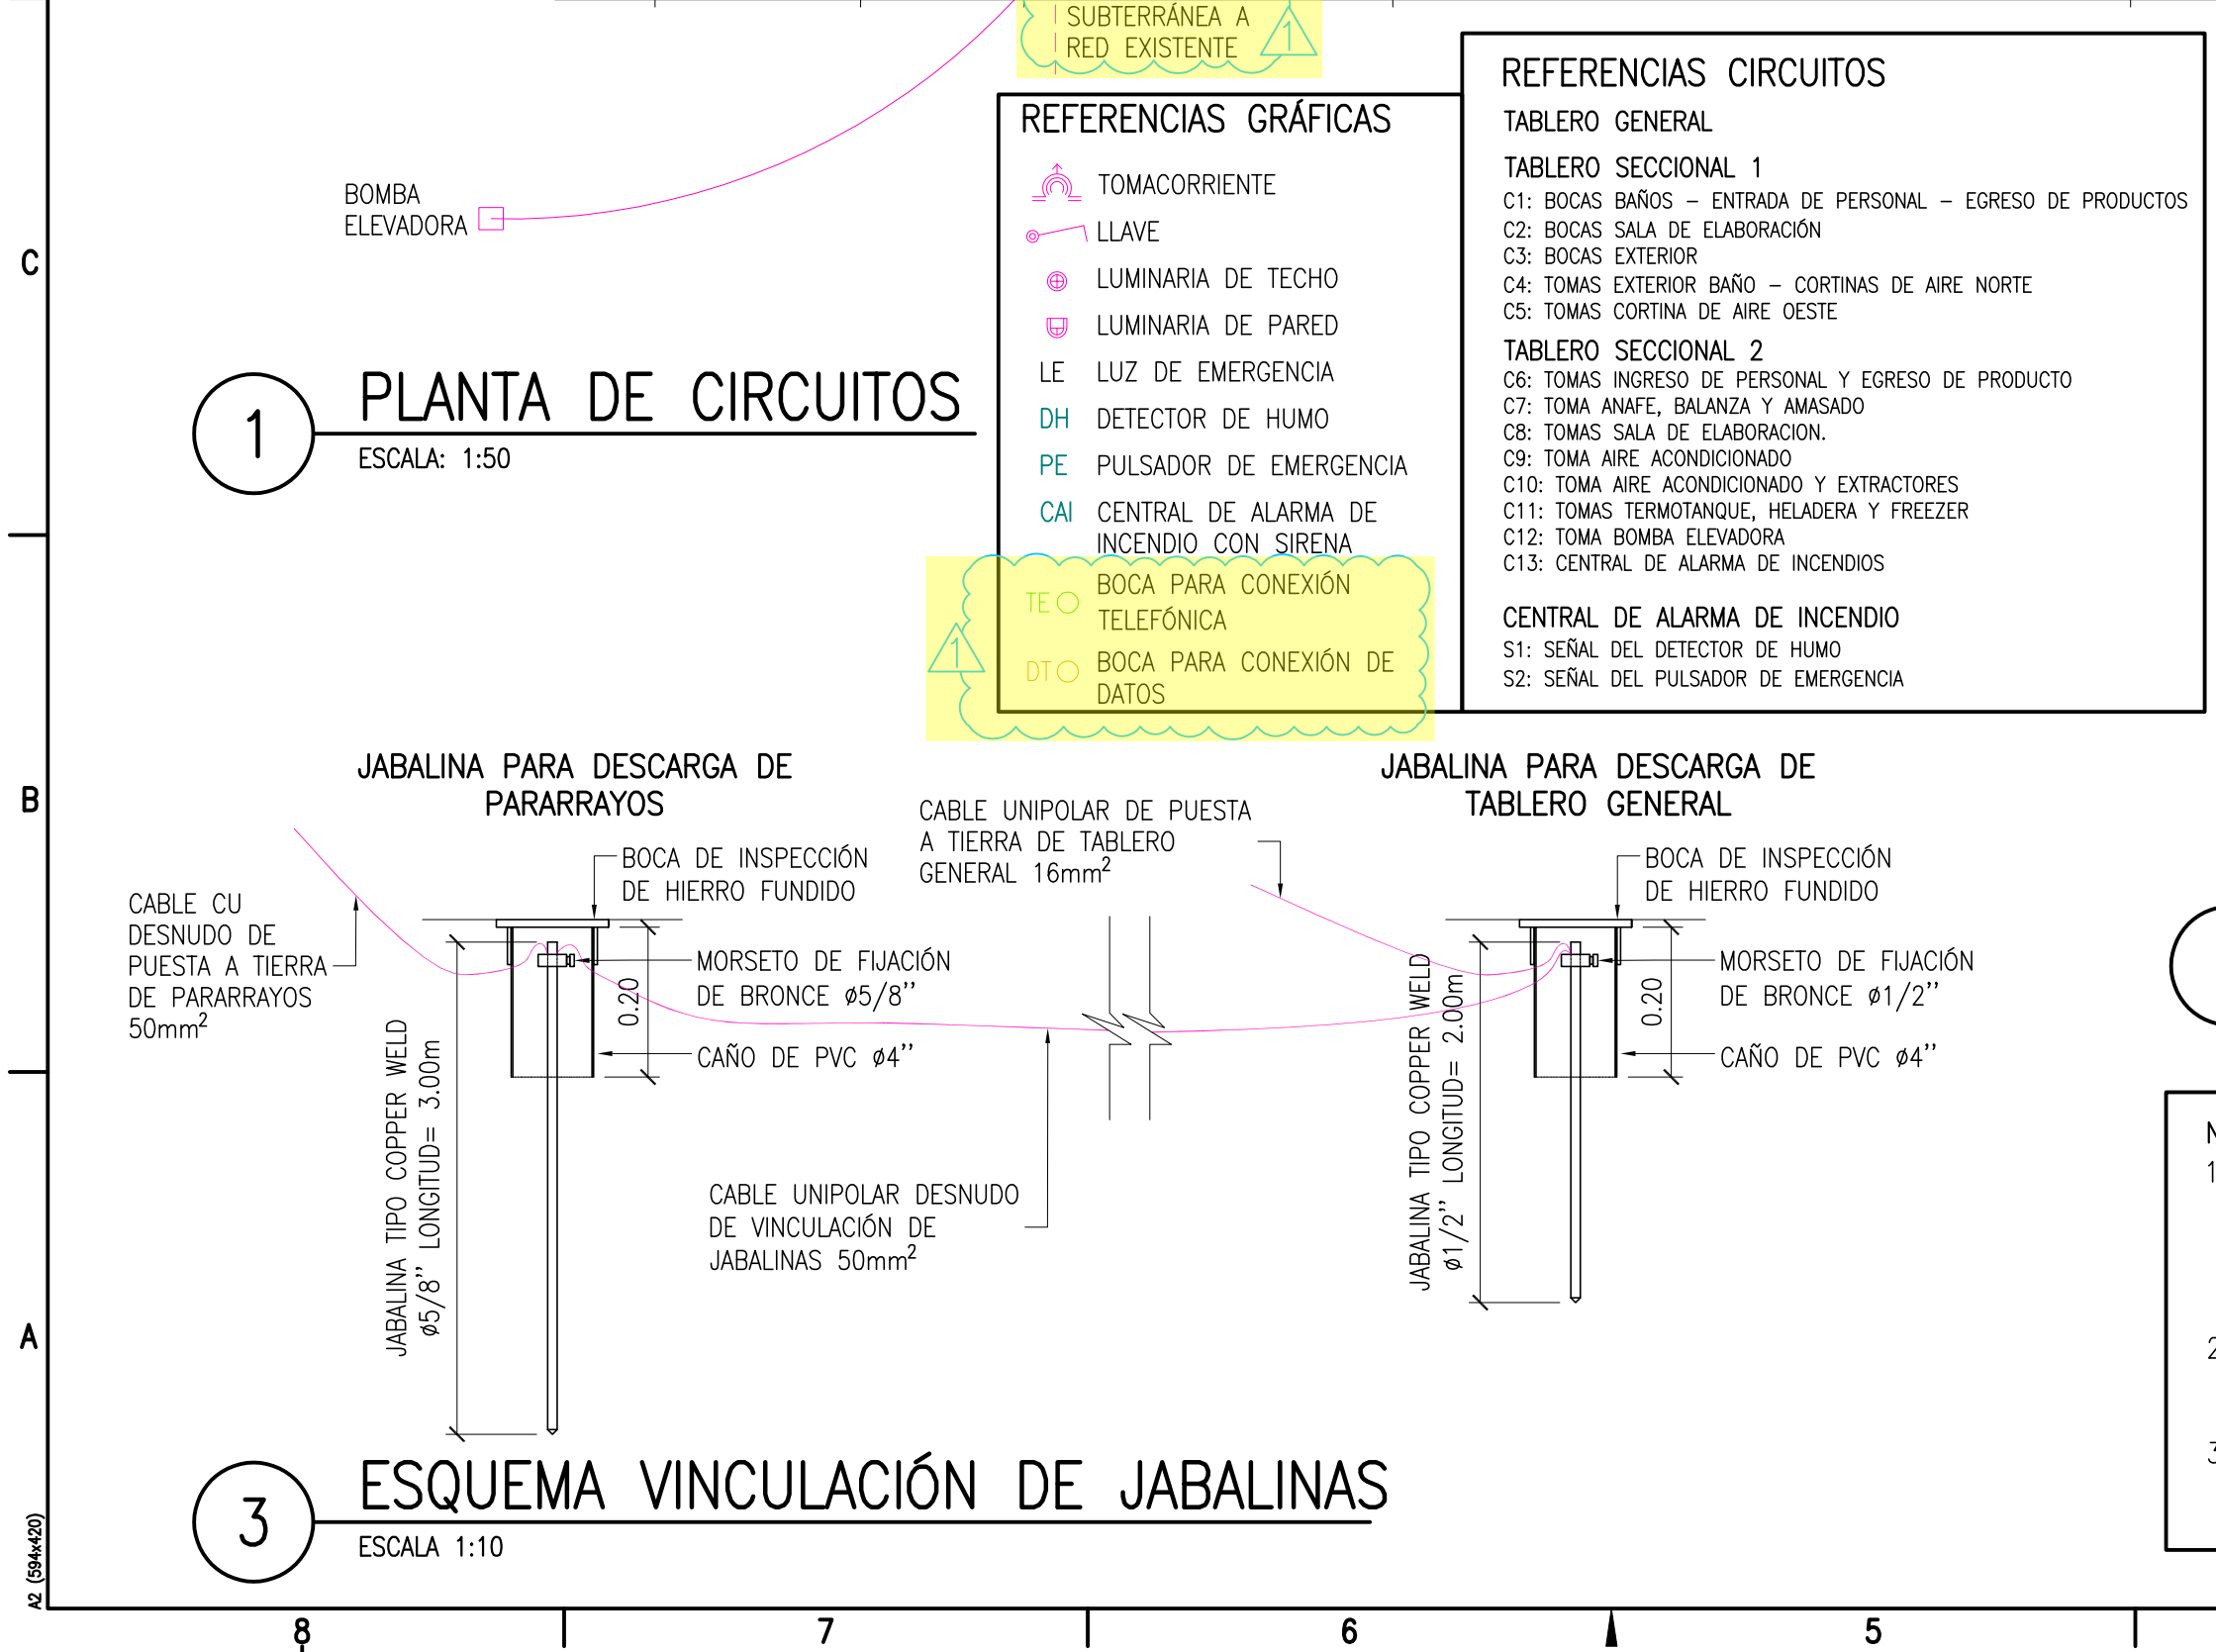 SUBTERRÁNEA A
RED EXISTENTE
1
BOMBA
ELEVADORA
1
PLANTA DE CIRCUITOS
ESCALA: 1:50
REFERENCIAS GRÁFICAS
TOMACORRIENTE
LLAVE
LUMINARIA DE TECHO
LUMINARIA DE PARED
LE LUZ DE EMERGENCIA
DH DETECTOR DE HUMO
PE PULSADOR DE EMERGENCIA
CAI CENTRAL DE ALARMA DE
INCENDIO CON SIRENA
TE BOCA PARA CONEXIÓN
TELEFÓNICA
1
DT BOCA PARA CONEXIÓN DE
DATOS
REFERENCIAS CIRCUITOS
TABLERO GENERAL
TABLERO SECCIONAL 1
C1: BOCAS BAÑOS – ENTRADA DE PERSONAL – EGRESO DE PRODUCTOS
C2: BOCAS SALA DE ELABORACIÓN
C3: BOCAS EXTERIOR
C4: TOMAS EXTERIOR BAÑO – CORTINAS DE AIRE NORTE
C5: TOMAS CORTINA DE AIRE OESTE
TABLERO SECCIONAL 2
C6: TOMAS INGRESO DE PERSONAL Y EGRESO DE PRODUCTO
C7: TOMA ANAFE, BALANZA Y AMASADO
C8: TOMAS SALA DE ELABORACION.
C9: TOMA AIRE ACONDICIONADO
C10: TOMA AIRE ACONDICIONADO Y EXTRACTORES
C11: TOMAS TERMOTANQUE, HELADERA Y FREEZER
C12: TOMA BOMBA ELEVADORA
C13: CENTRAL DE ALARMA DE INCENDIOS
CENTRAL DE ALARMA DE INCENDIO
S1: SEÑAL DEL DETECTOR DE HUMO
S2: SEÑAL DEL PULSADOR DE EMERGENCIA
JABALINA PARA DESCARGA DE
PARARRAYOS
BOCA DE INSPECCIÓN
DE HIERRO FUNDIDO
CABLE CU
DESNUDO DE
PUESTA A TIERRA
DE PARARRAYOS
50mm²
MORSETO DE FIJACIÓN
DE BRONCE ø5/8''
0.20
CAÑO DE PVC ø4''
JABALINA TIPO COPPER WELD
ø5/8'' LONGITUD= 3.00m
CABLE UNIPOLAR DE PUESTA
A TIERRA DE TABLERO
GENERAL 16mm²
CABLE UNIPOLAR DESNUDO
DE VINCULACIÓN DE
JABALINAS 50mm²
JABALINA PARA DESCARGA DE
TABLERO GENERAL
BOCA DE INSPECCIÓN
DE HIERRO FUNDIDO
MORSETO DE FIJACIÓN
DE BRONCE ø1/2''
0.20
CAÑO DE PVC ø4''
JABALINA TIPO COPPER WELD
ø1/2'' LONGITUD= 2.00m
3
ESQUEMA VINCULACIÓN DE JABALINAS
ESCALA 1:10
1
2
3
C
B
A
A2 (594x420)
8
7
6
5